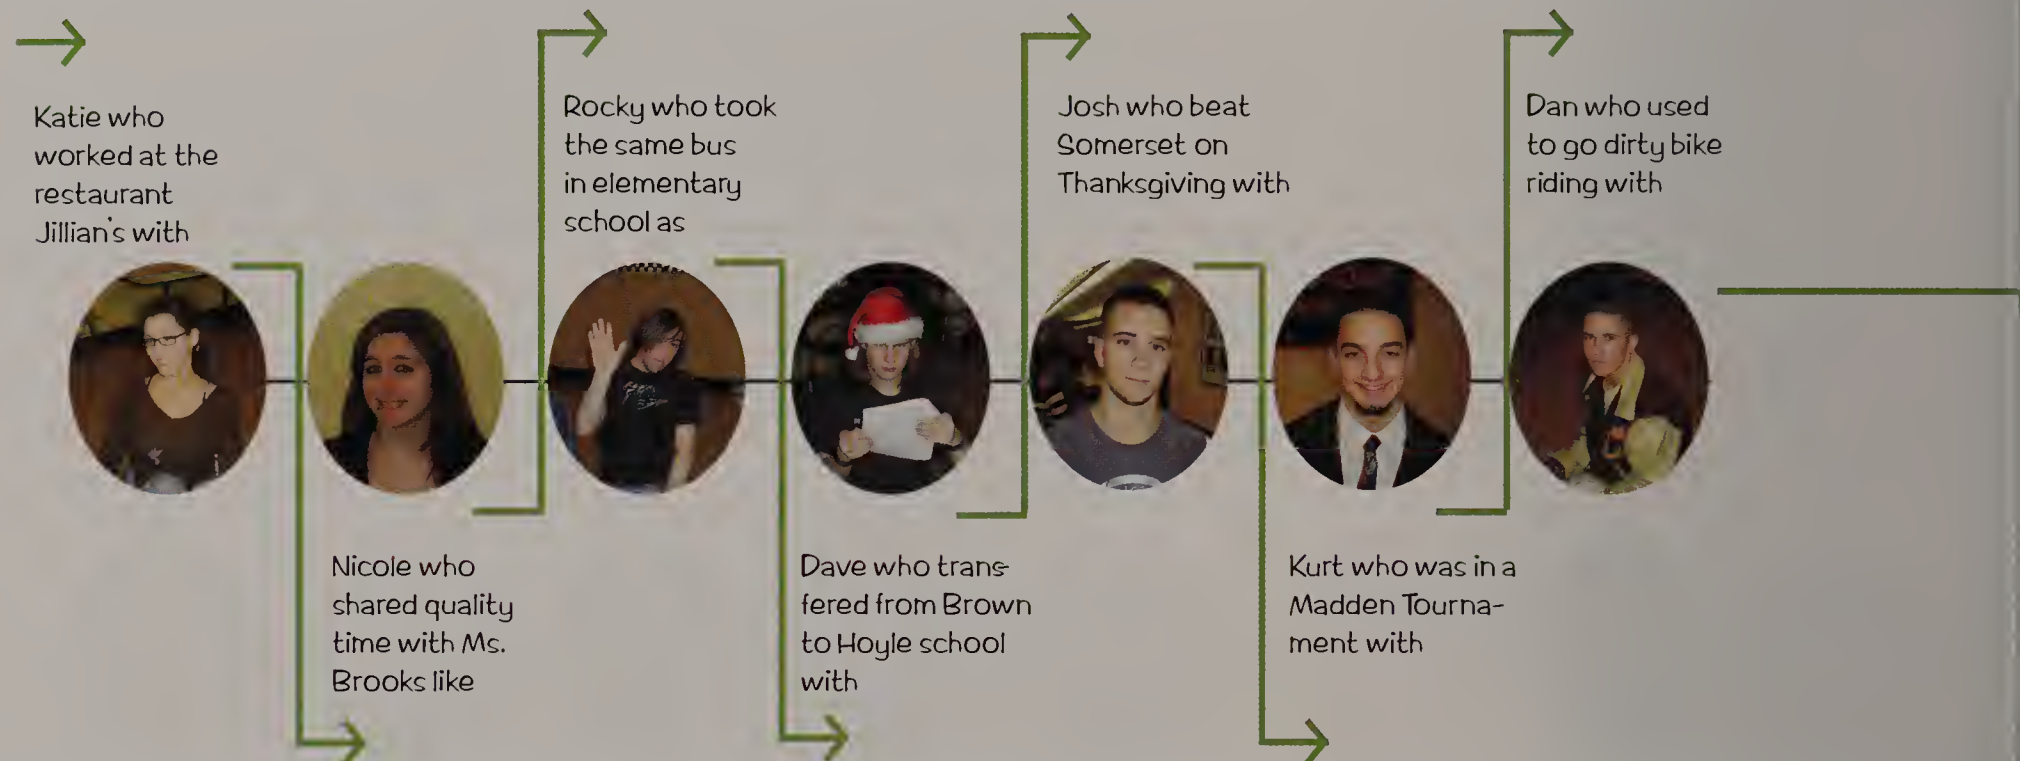 Katie who
worked at the
restaurant
Jillian's with
Nicole who
shared quality
time with Ms.
Brooks like
Rocky who took
the same bus
in elementary
school as
Dave who trans-
fered from Brown
to Hoyle school
with
Josh who beat
Somerset on
Thanksgiving with
Kurt who was in a
Madden Tourna-
ment with
Dan who used
to go dirty bike
riding with